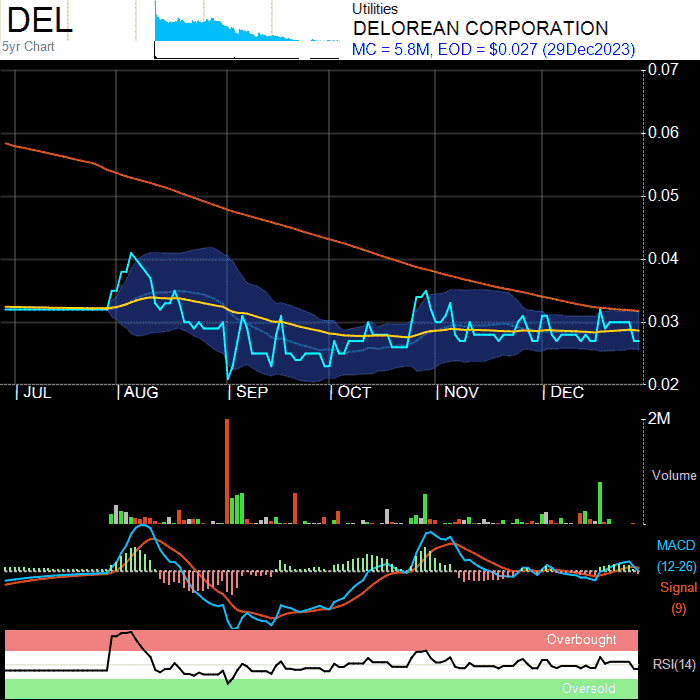 DEL
5yr Chart
Utilities
DELOREAN CORPORATION
MC = 5.8M, EOD = $0.027 (29Dec2023)
0.07
0.06
0.05
0.04
0.03
0.02
| JUL | AUG | SEP | OCT | NOV | DEC
2M
Volume
MACD
(12-26)
Signal
(9)
Overbought
RSI(14)
Oversold